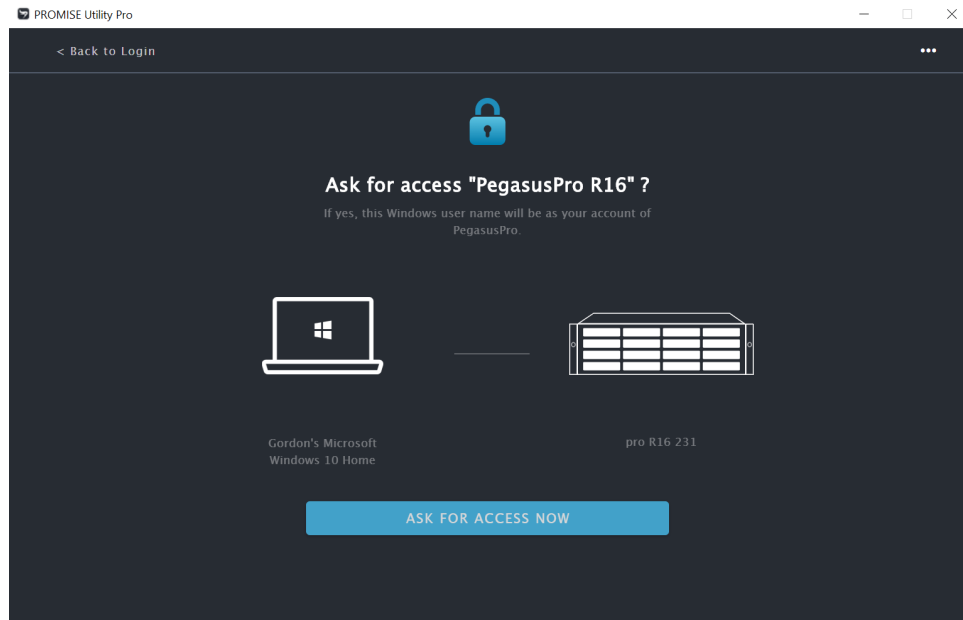 PROMISE Utility Pro
< Back to Login
Ask for access "PegasusPro R16" ?
If yes, this Windows user name will be as your account of
PegasusPro.
Gordon's Microsoft
Windows 10 Home
pro R16 231
ASK FOR ACCESS NOW